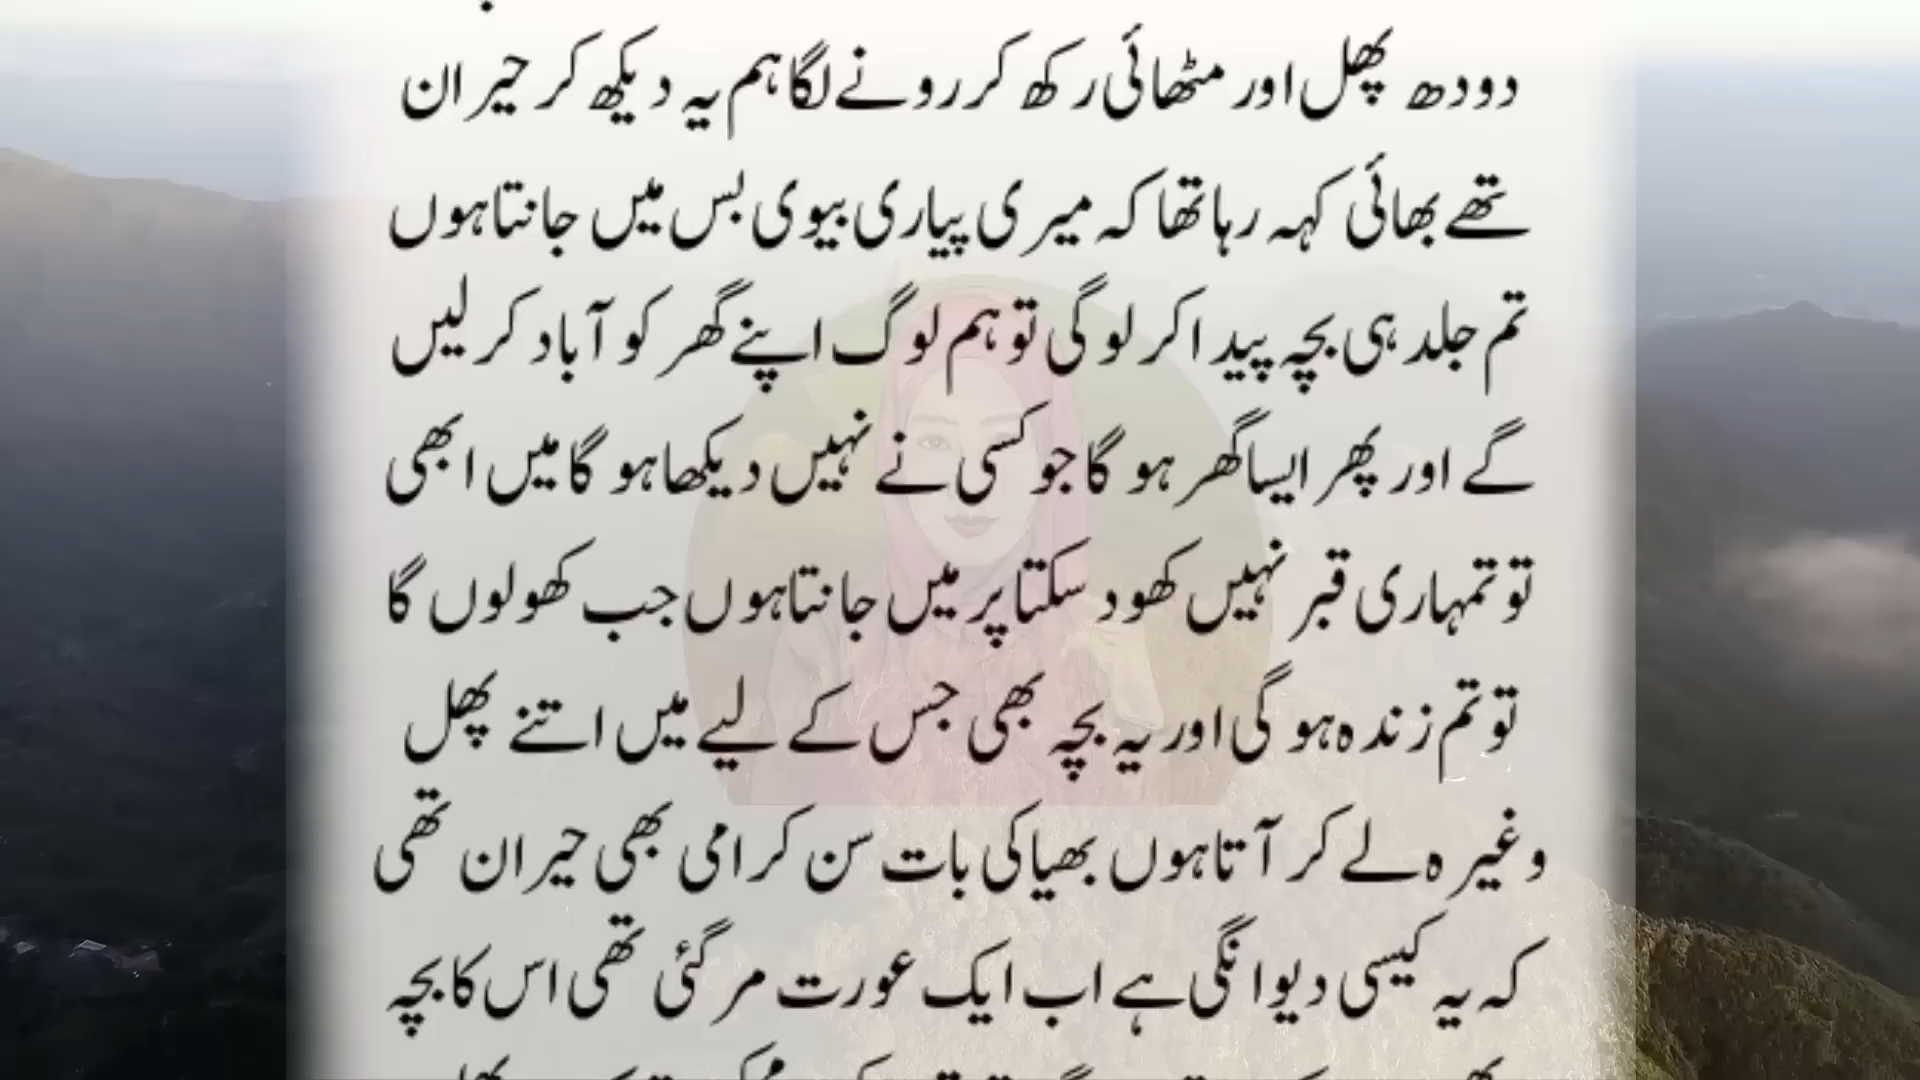 دودھ پھل اور مٹھائی رکھ کر رونے لگا ہم یہ دیکھ کر حیران
تھے بھائی کہہ رہا تھا کہ میری پیاری بیوی بس میں جانتا ہوں
تم جلد ہی بچہ پیدا کر لو گی تو ہم لوگ اپنے گھر کو آباد کر لیں
گے اور پھر ایسا گھر ہو گا جو کسی نے نہیں دیکھا ہو گا میں ابھی
تو تمہاری قبر نہیں کھود سکتا پر میں جانتا ہوں جب کھولوں گا
تو تم زندہ ہو گی اور یہ بچہ بھی جس کے لیے میں اتنے پھل
وغیرہ لے کر آتا ہوں بھیا کی بات سن کر امی بھی حیران تھی
کہ یہ کیسی دیوانگی ہے اب ایک عورت مر گئی تھی اس کا بچہ